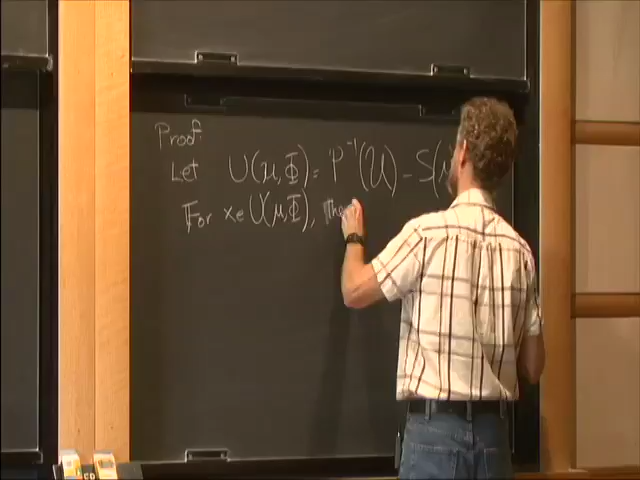 Proof:
Let U(μ,Φ) = P⁻¹(U) - S(μ
For x∈U(μ,Φ), the